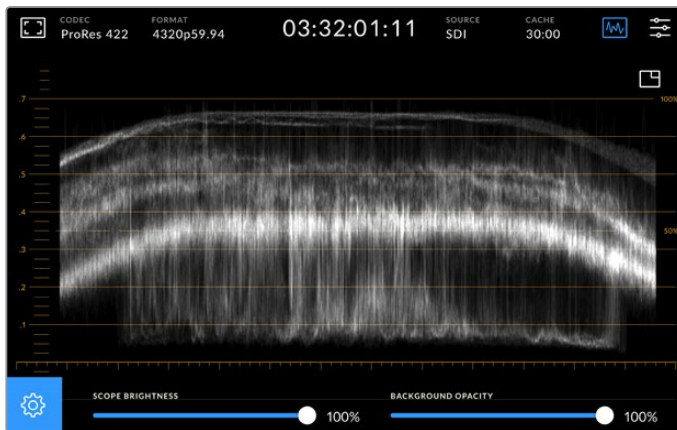 CODEC
ProRes 422
FORMAT
4320p59.94
03:32:01:11
SOURCE
SDI
CACHE
30:00
.7
100%
.6
.5
.4
50%
.3
.2
.1
SCOPE BRIGHTNESS
100%
BACKGROUND OPACITY
100%